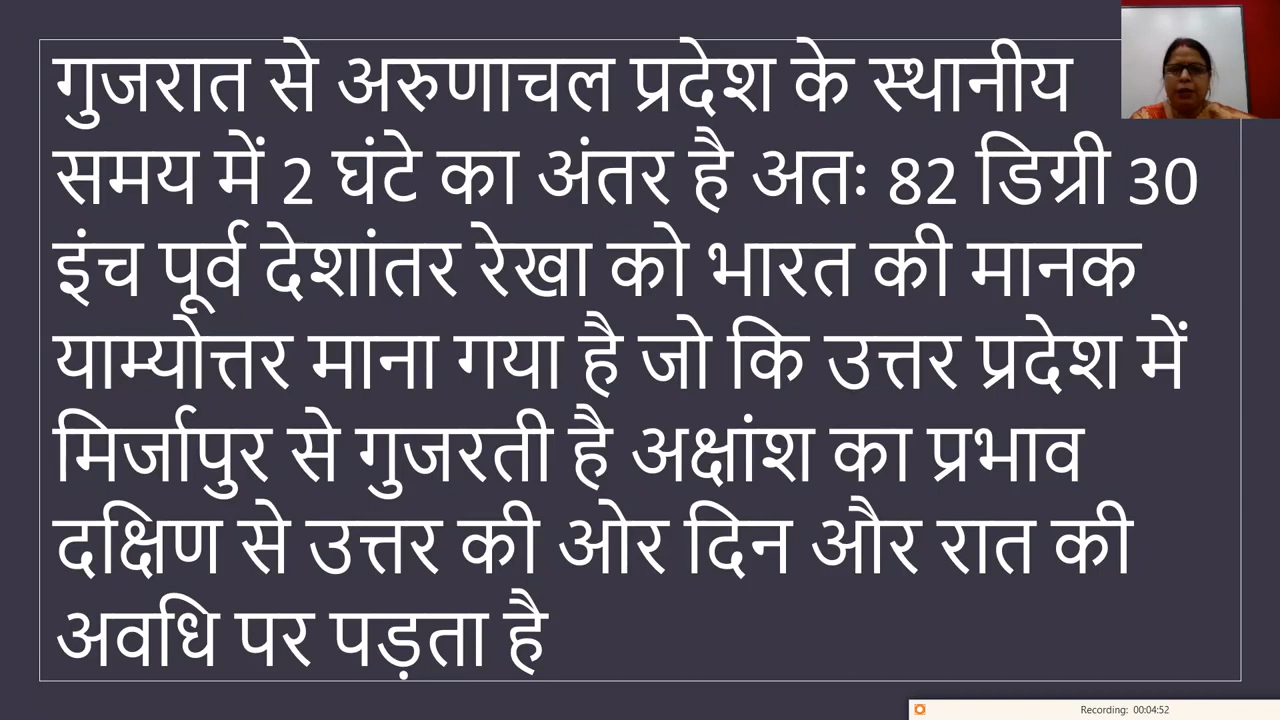 गुजरात से अरुणाचल प्रदेश के स्थानीय
समय में 2 घंटे का अंतर है अतः 82 डिग्री 30
इंच पूर्व देशांतर रेखा को भारत की मानक
याम्योत्तर माना गया है जो कि उत्तर प्रदेश में
मिर्जापुर से गुजरती है अक्षांश का प्रभाव
दक्षिण से उत्तर की ओर दिन और रात की
अवधि पर पड़ता है
Recording: 00:04:52